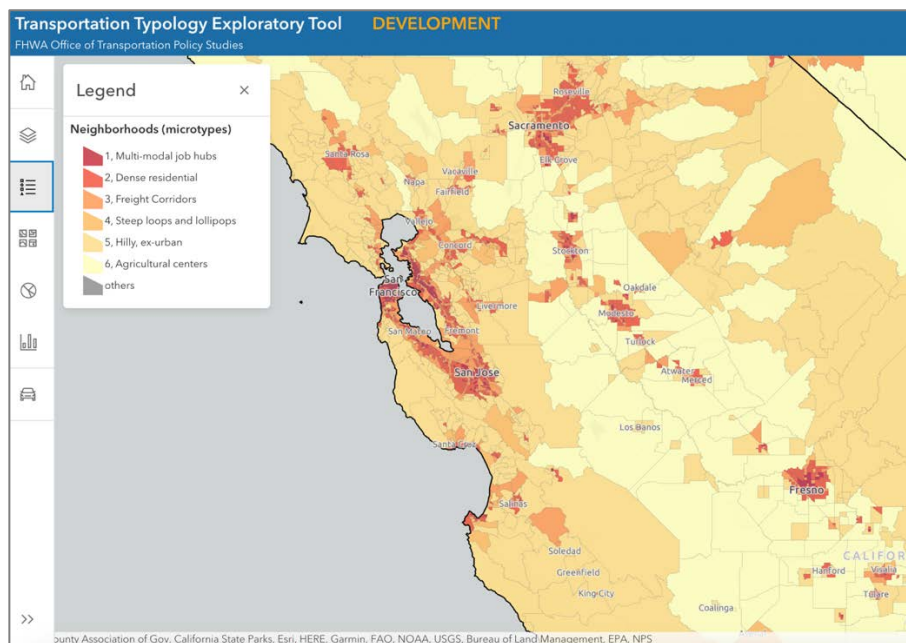 Transportation Typology Exploratory Tool DEVELOPMENT
FHWA Office of Transportation Policy Studies
Legend
Neighborhoods (microtypes)
1, Multi-modal job hubs
2, Dense residential
3, Freight Corridors
4, Steep loops and lollipops
5, Hilly, ex-urban
6, Agricultural centers
others
Roseville
Sacramento
Elk Grove
Santa Rosa
Vacaville
Napa
Fairfield
Vallejo
Concord
Stockton
San Francisco
Livermore
Oakdale
Modesto
San Mateo
Fremont
Turlock
San Jose
Atwater
Merced
Los Banos
Santa Cruz
Fresno
Salinas
Soledad
CALIFOR
Greenfield
Hanford
Visalia
King City
Tulare
Coalinga
ounty Association of Gov, California State Parks, Esri, HERE, Garmin, FAO, NOAA, USGS, Bureau of Land Management, EPA, NPS